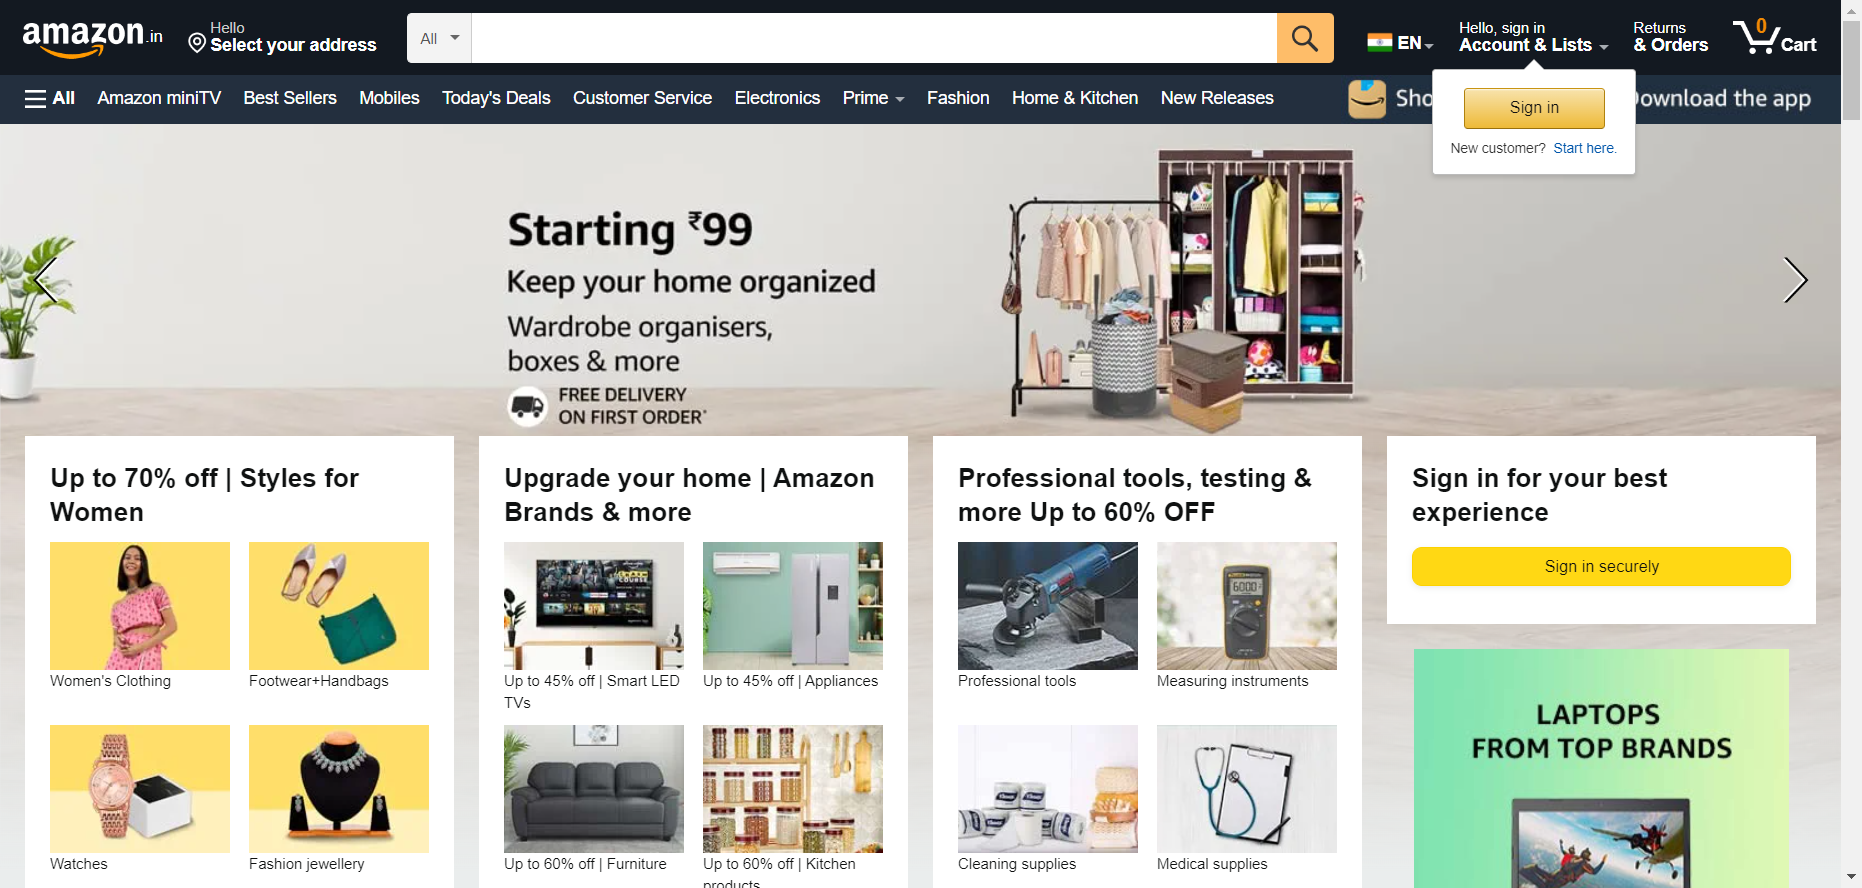 amazon.in
Hello
Select your address
All
EN
Hello, sign in
Account & Lists
Returns
& Orders
0
Cart
All
Amazon miniTV
Best Sellers
Mobiles
Today's Deals
Customer Service
Electronics
Prime
Fashion
Home & Kitchen
New Releases
Sho
Download the app
Sign in
New customer? Start here.
Starting ₹99
Keep your home organized
Wardrobe organisers,
boxes & more
FREE DELIVERY
ON FIRST ORDER*
Up to 70% off | Styles for
Women
Women's Clothing
Footwear+Handbags
Watches
Fashion jewellery
Upgrade your home | Amazon
Brands & more
Up to 45% off | Smart LED
TVs
Up to 45% off | Appliances
Up to 60% off | Furniture
Up to 60% off | Kitchen
products
Professional tools, testing &
more Up to 60% OFF
6000
Professional tools
Measuring instruments
Cleaning supplies
Medical supplies
Sign in for your best
experience
Sign in securely
LAPTOPS
FROM TOP BRANDS